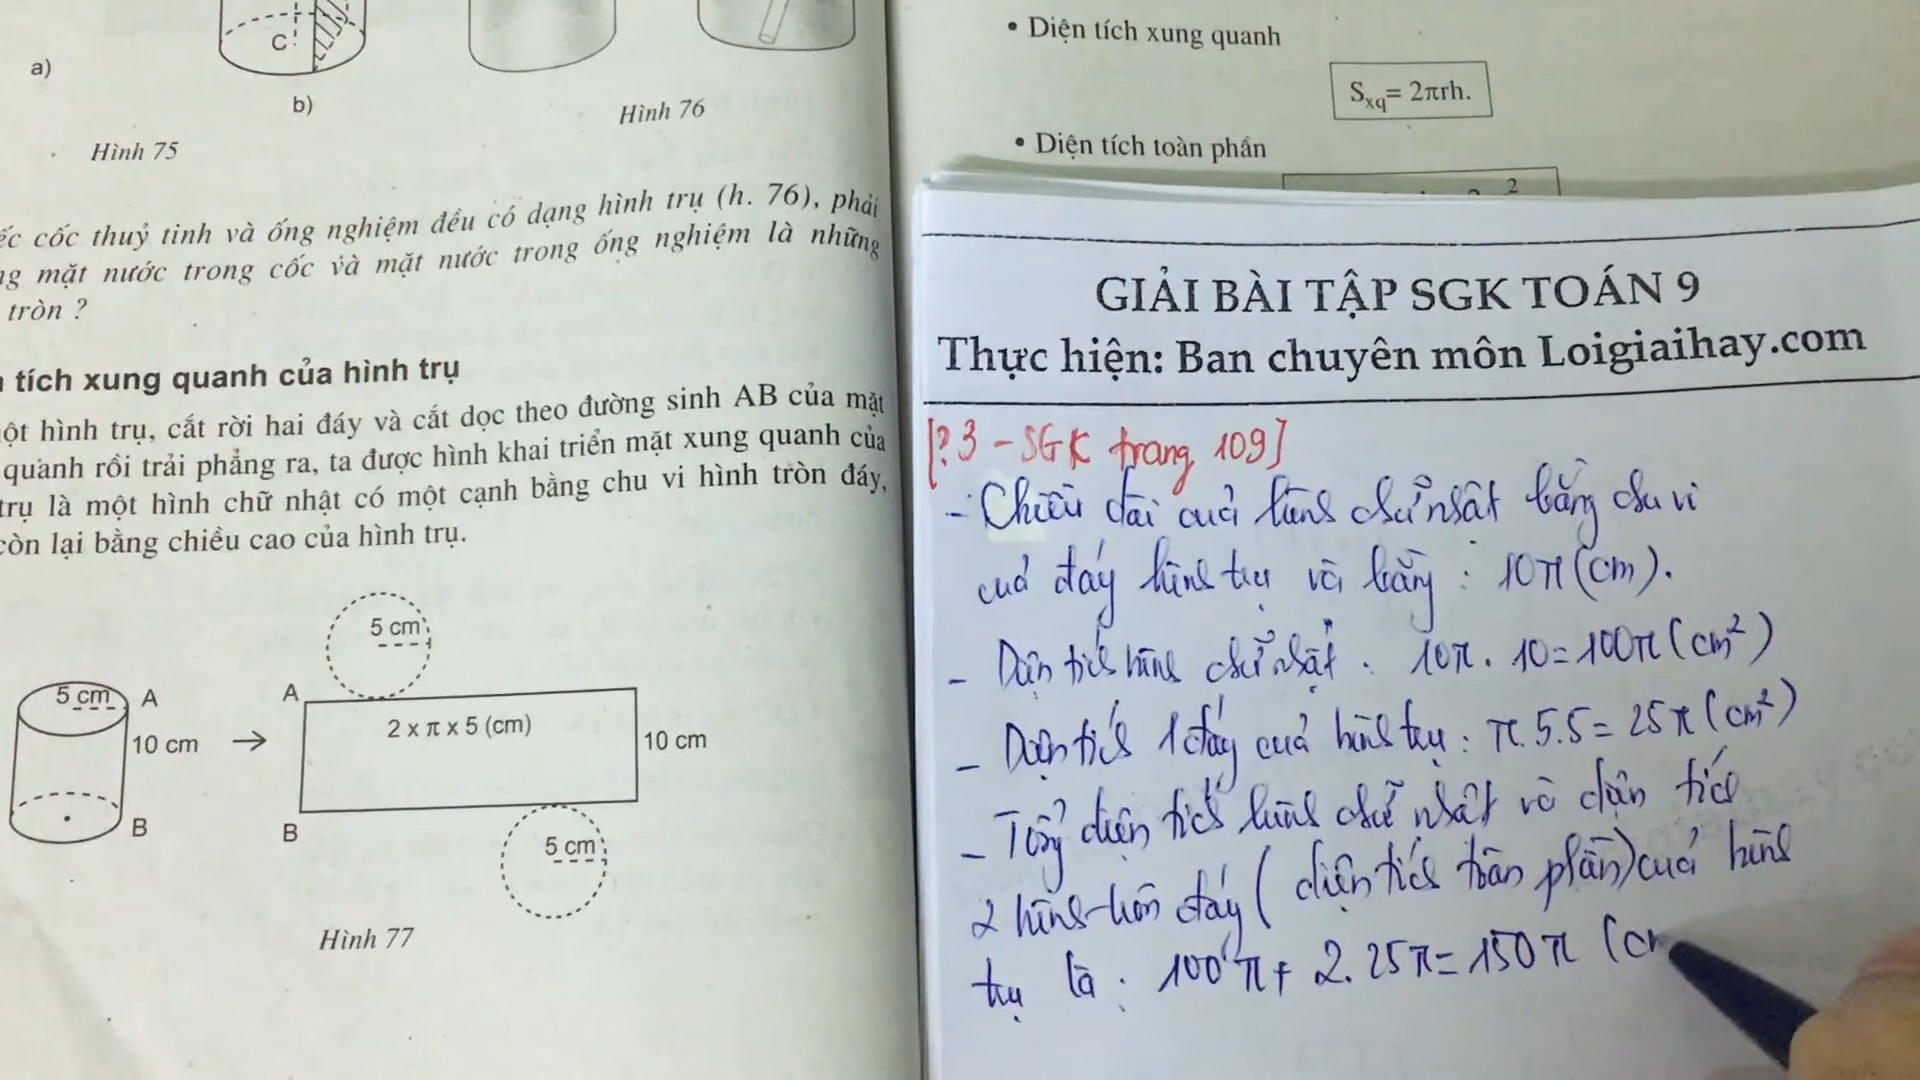 C
a)
b)
Hình 76
Hình 75
ếc cốc thuỷ tinh và ống nghiệm đều có dạng hình trụ (h. 76), phải
ng mặt nước trong cốc và mặt nước trong ống nghiệm là những
tròn ?
tích xung quanh của hình trụ
ột hình trụ, cắt rời hai đáy và cắt dọc theo đường sinh AB của mặt
quanh rồi trải phẳng ra, ta được hình khai triển mặt xung quanh của
trụ là một hình chữ nhật có một cạnh bằng chu vi hình tròn đáy,
còn lại bằng chiều cao của hình trụ.
5 cm
5 cm A
10 cm
B
A
2 x π x 5 (cm)
10 cm
B
5 cm
Hình 77
• Diện tích xung quanh
Sxq= 2πrh.
• Diện tích toàn phần
2
GIẢI BÀI TẬP SGK TOÁN 9
Thực hiện: Ban chuyên môn Loigiaihay.com
[?3 - SGK trang 109]
- Chiều dài của hình chữ nhật bằng chu vi
của đáy hình trụ và bằng : 10π (cm).
- Diện tích hình chữ nhật : 10π . 10 = 100π (cm²)
- Diện tích 1 đáy của hình trụ : π.5.5 = 25π (cm²)
- Tổng diện tích hình chữ nhật và diện tích
2 hình tròn đáy ( diện tích toàn phần) của hình
trụ là : 100π + 2.25π = 150π (cm